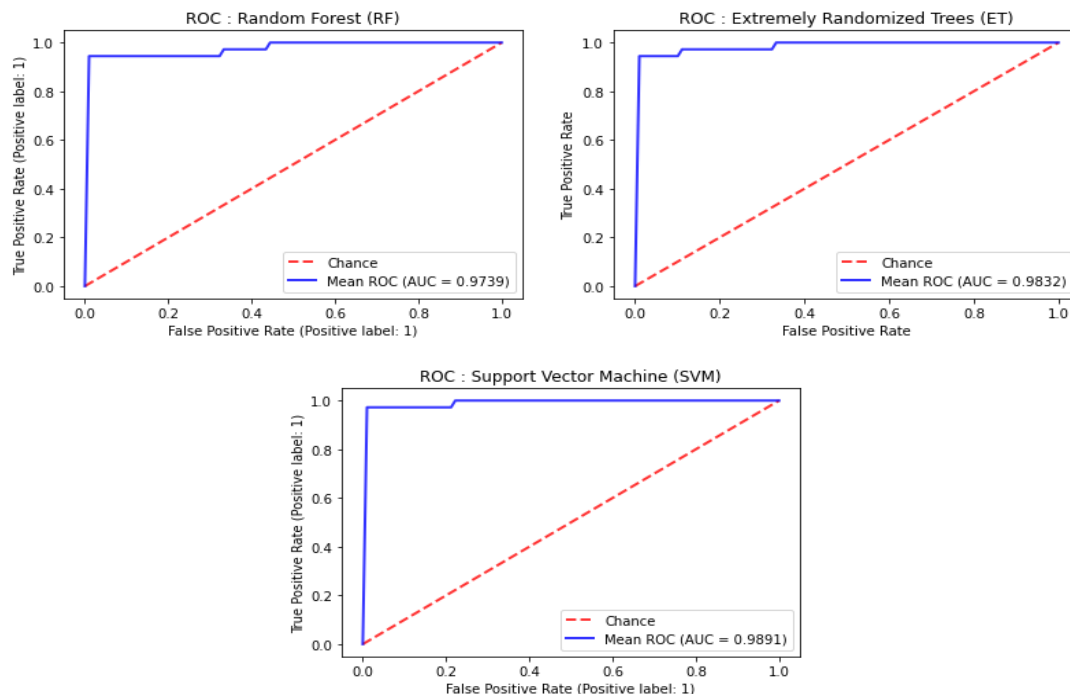 ROC : Random Forest (RF)
True Positive Rate (Positive label: 1)
1.0
0.8
0.6
0.4
0.2
0.0
Chance
Mean ROC (AUC = 0.9739)
0.0 0.2 0.4 0.6 0.8 1.0
False Positive Rate (Positive label: 1)
ROC : Extremely Randomized Trees (ET)
True Positive Rate
1.0
0.8
0.6
0.4
0.2
0.0
Chance
Mean ROC (AUC = 0.9832)
0.0 0.2 0.4 0.6 0.8 1.0
False Positive Rate
ROC : Support Vector Machine (SVM)
True Positive Rate (Positive label: 1)
1.0
0.8
0.6
0.4
0.2
0.0
Chance
Mean ROC (AUC = 0.9891)
0.0 0.2 0.4 0.6 0.8 1.0
False Positive Rate (Positive label: 1)